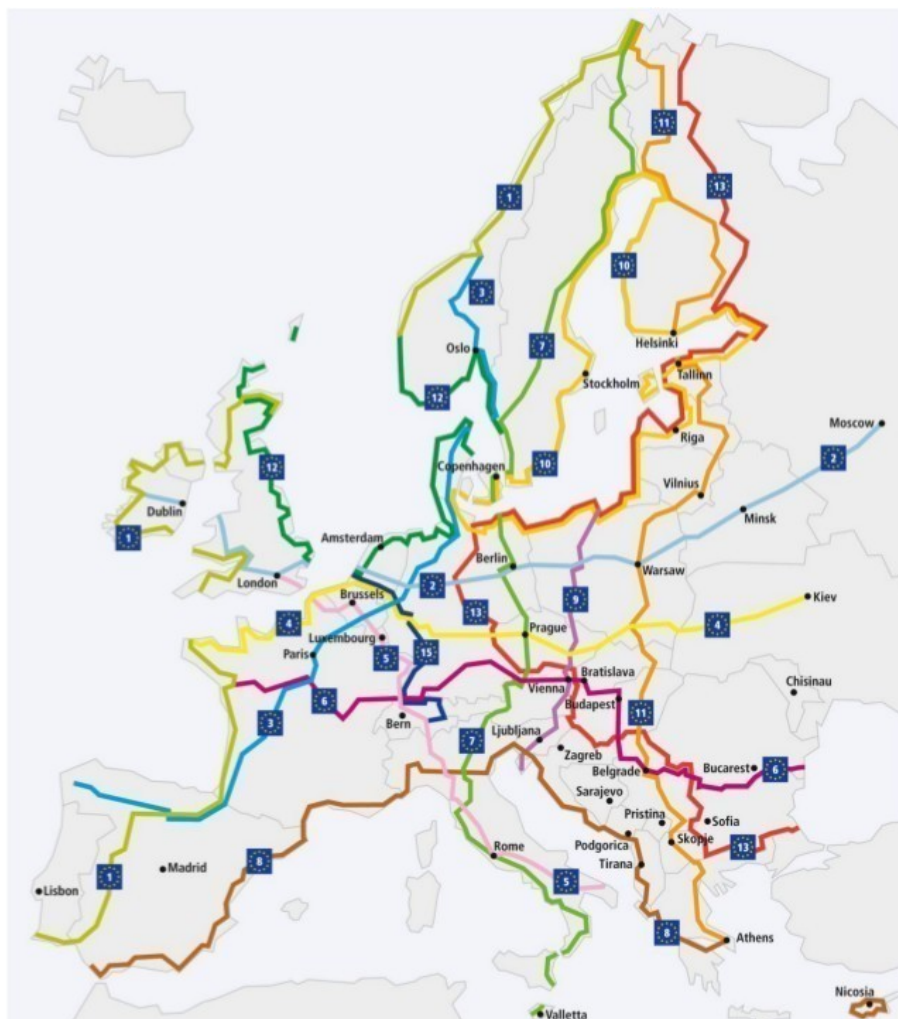 11
1
13
10
3
Helsinki
Oslo
7
Tallinn
Stockholm
12
Moscow
Riga
2
Copenhagen
10
12
Vilnius
Dublin
Minsk
1
Amsterdam
Berlin
Warsaw
London
2
Brussels
9
Kiev
13
4
4
Prague
Luxembourg
15
Paris
5
Bratislava
Vienna
Chisinau
6
Budapest
3
Bern
11
Ljubljana
7
Zagreb
Belgrade
Bucarest
6
Sarajevo
Pristina
Sofia
Podgorica
Skopje
Rome
13
8
Madrid
Tirana
1
5
Lisbon
8
Athens
Nicosia
Valletta